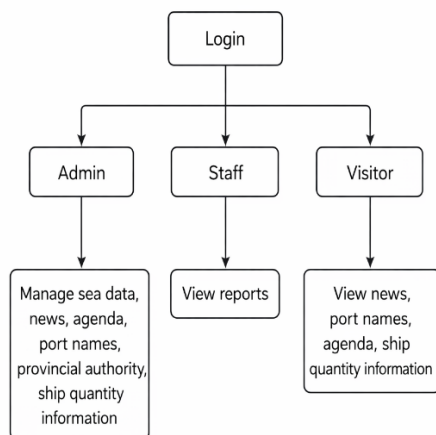 Login
Admin
Staff
Visitor
Manage sea data,
news, agenda,
port names,
provincial authority,
ship quantity
information
View reports
View news,
port names,
agenda, ship
quantity information